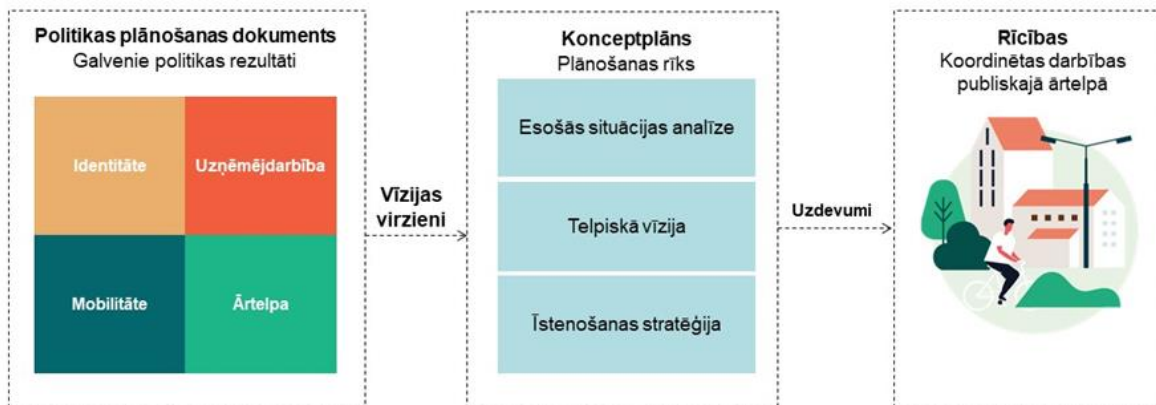 Politikas plānošanas dokuments
Galvenie politikas rezultāti
Identitāte
Uzņēmējdarbība
Mobilitāte
Ārtelpa
Vīzijas
virzieni
Konceptplāns
Plānošanas rīks
Esošās situācijas analīze
Telpiskā vīzija
Īstenošanas stratēģija
Uzdevumi
Rīcības
Koordinētas darbības
publiskajā ārtelpā